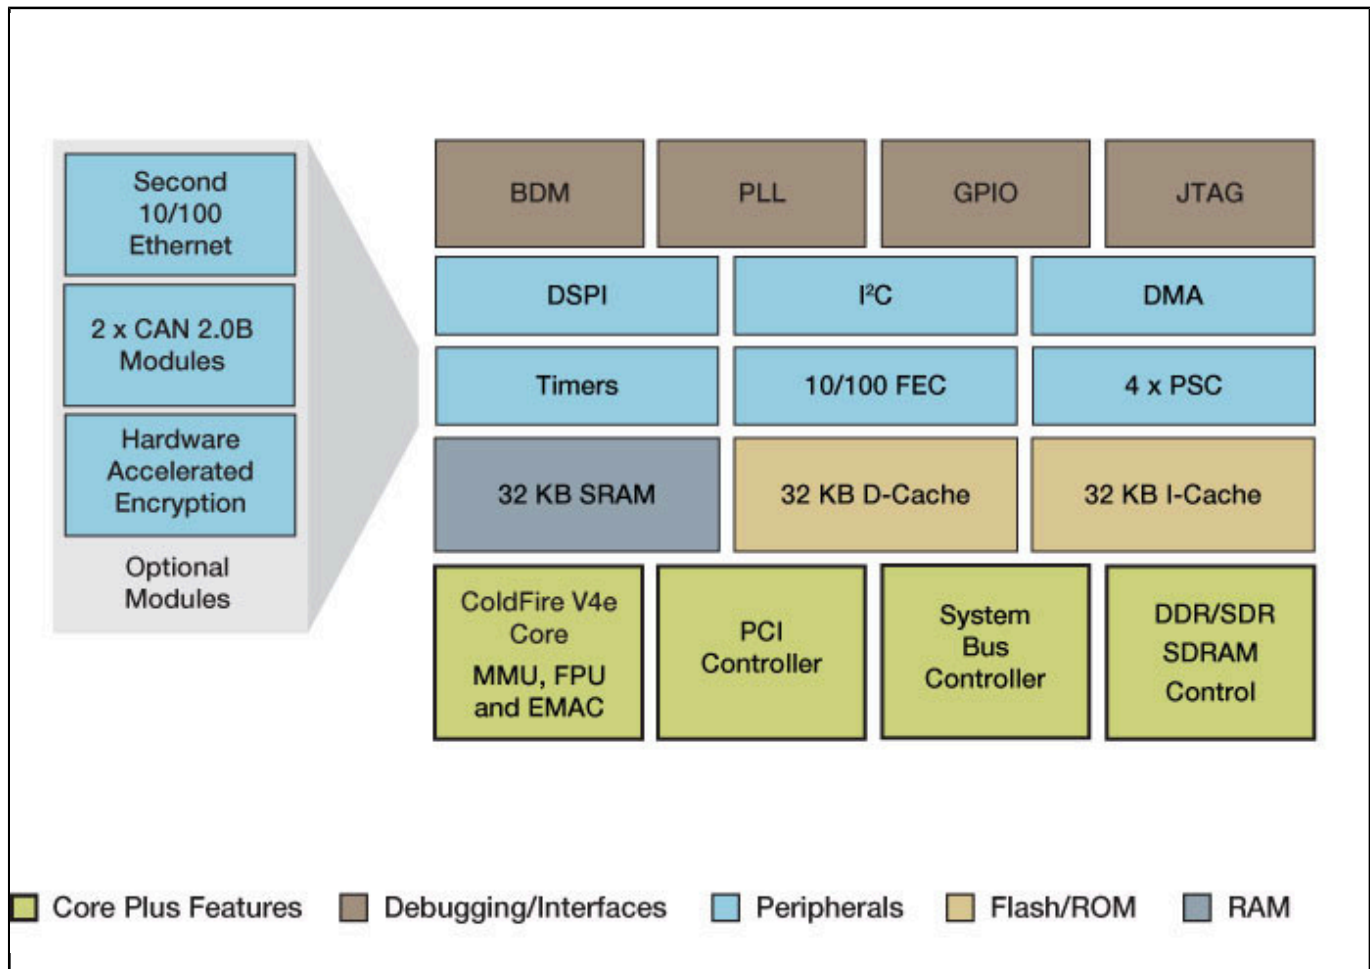 Second
10/100
Ethernet
2 x CAN 2.0B
Modules
Hardware
Accelerated
Encryption
Optional
Modules
BDM
PLL
GPIO
JTAG
DSPI
I²C
DMA
Timers
10/100 FEC
4 x PSC
32 KB SRAM
32 KB D-Cache
32 KB I-Cache
ColdFire V4e
Core
MMU, FPU
and EMAC
PCI
Controller
System
Bus
Controller
DDR/SDR
SDRAM
Control
Core Plus Features
Debugging/Interfaces
Peripherals
Flash/ROM
RAM